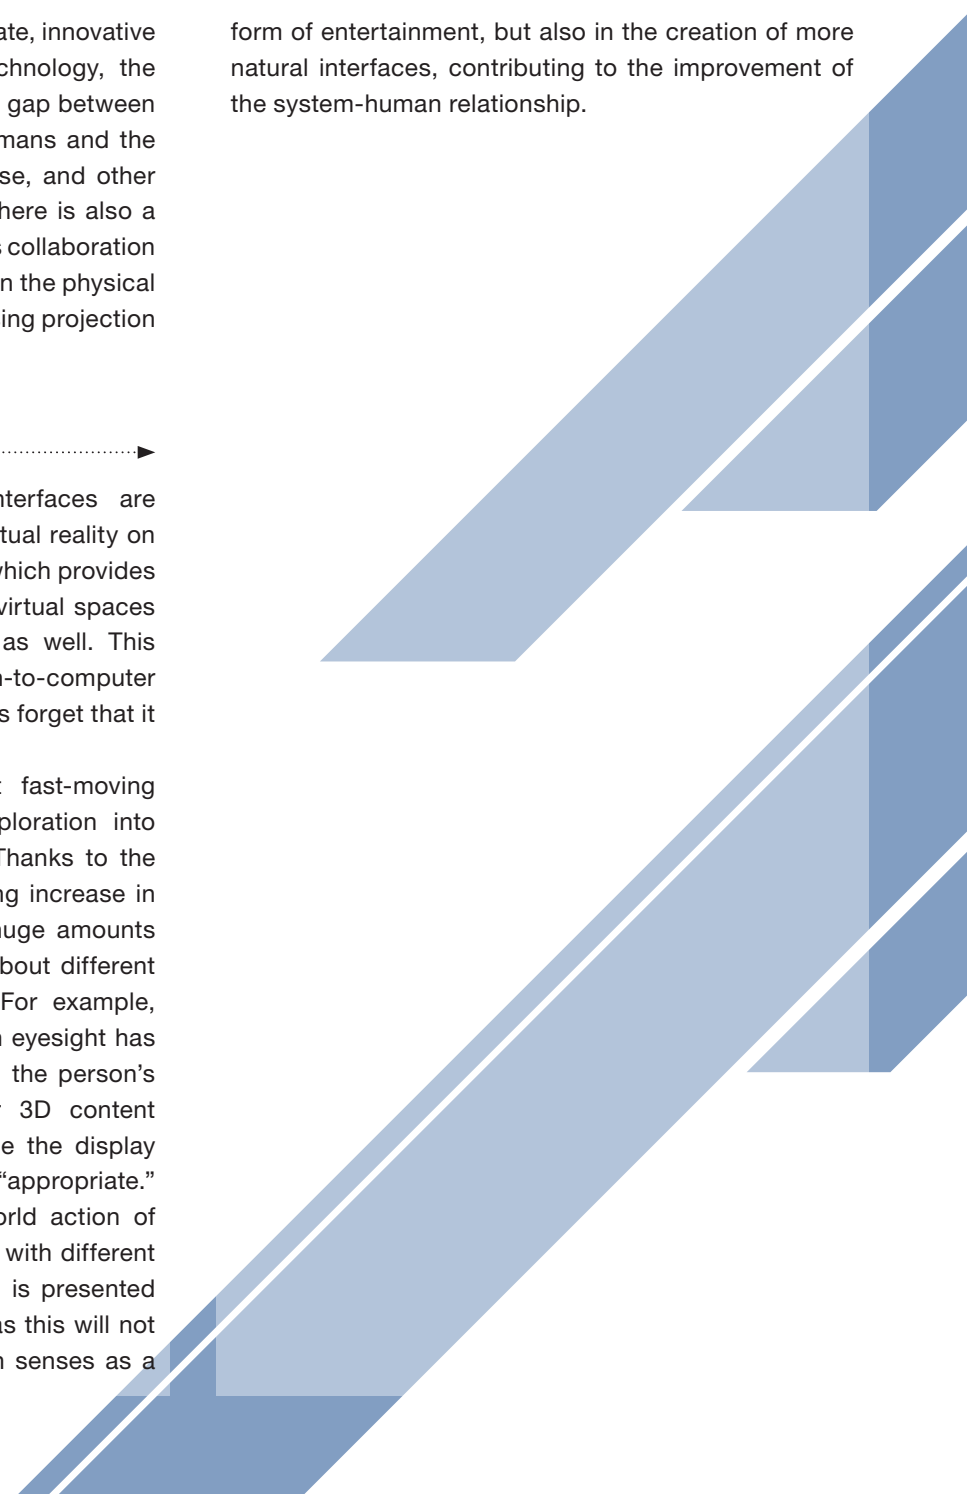 ate, innovative
chnology, the
gap between
mans and the
se, and other
here is also a
s collaboration
n the physical
ing projection
nterfaces are
tual reality on
which provides
virtual spaces
as well. This
n-to-computer
s forget that it
t fast-moving
ploration into
Thanks to the
ng increase in
huge amounts
bout different
For example,
n eyesight has
the person’s
r 3D content
e the display
“appropriate.”
orld action of
with different
is presented
as this will not
n senses as a
form of entertainment, but also in the creation of more
natural interfaces, contributing to the improvement of
the system-human relationship.